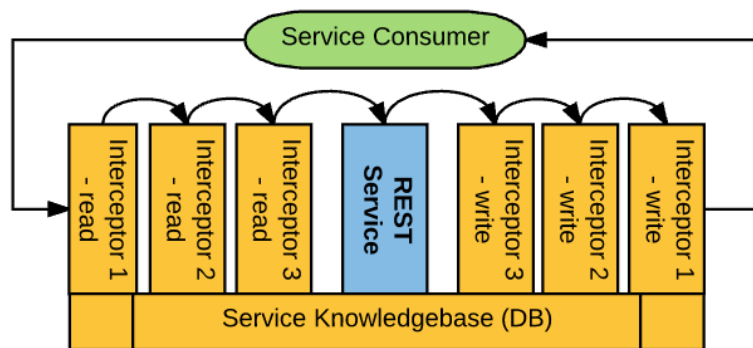 Service Consumer
Interceptor 1
- read
Interceptor 2
- read
Interceptor 3
- read
REST
Service
Interceptor 3
- write
Interceptor 2
- write
Interceptor 1
- write
Service Knowledgebase (DB)